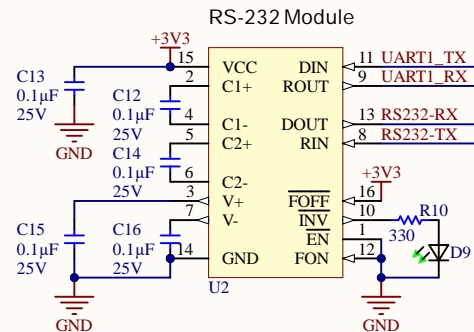 RS-232 Module
+3V3
C13
0.1µF
25V
GND
C12
0.1µF
25V
C14
0.1µF
25V
C15
0.1µF
25V
C16
0.1µF
25V
GND
15 VCC
2 C1+
4 C1-
5 C2+
6 C2-
3 V+
7 V-
14 GND
U2
DIN 11 UART1_TX
ROUT 9 UART1_RX
DOUT 13 RS232-RX
RIN 8 RS232-TX
+3V3
FOFF 16
INV 10
EN 1
FON 12
R10
330
D9
GND